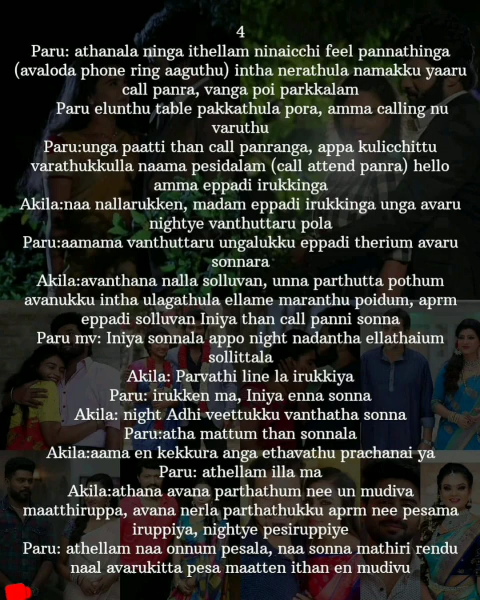 4
Paru: athanala ninga ithellam ninaicchi feel pannathinga
(avaloda phone ring aaguthu) intha nerathula namakku yaaru
call panra, vanga poi parkkalam
Paru elunthu table pakkathula pora, amma calling nu
varuthu
Paru:unga paatti than call panranga, appa kulicchittu
varathukkulla naama pesidalam (call attend panra) hello
amma eppadi irukkinga
Akila:naa nallarukken, madam eppadi irukkinga unga avaru
nightye vanthuttaru pola
Paru:aamama vanthuttaru ungalukku eppadi therium avaru
sonnara
Akila:avanthana nalla solluvan, unna parthutta pothum
avanukku intha ulagathula ellame maranthu poidum, aprm
eppadi solluvan Iniya than call panni sonna
Paru mv: Iniya sonnala appo night nadantha ellathaium
sollittala
Akila: Parvathi line la irukkiya
Paru: irukken ma, Iniya enna sonna
Akila: night Adhi veettukku vanthatha sonna
Paru:atha mattum than sonnala
Akila:aama en kekkura anga ethavathu prachanai ya
Paru: athellam illa ma
Akila:athana avana parthathum nee un mudiva
maatthiruppa, avana nerla parthathukku aprm nee pesama
iruppiya, nightye pesiruppiye
Paru: athellam naa onnum pesala, naa sonna mathiri rendu
naal avarukitta pesa maatten ithan en mudivu